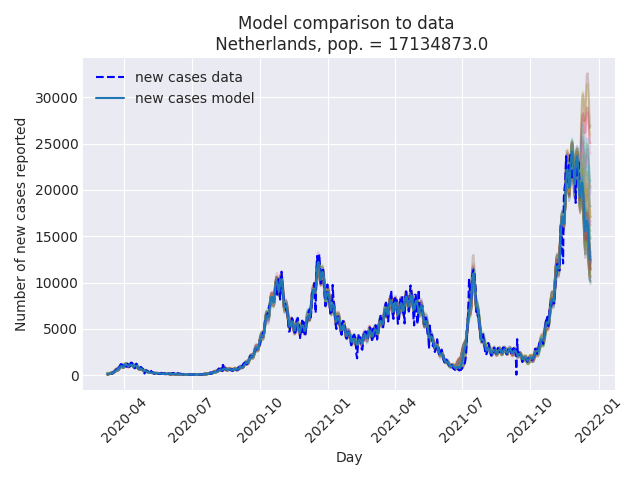 Model comparison to data
Netherlands, pop. = 17134873.0
new cases data
new cases model
Number of new cases reported
30000
25000
20000
15000
10000
5000
0
2020-04
2020-07
2020-10
2021-01
2021-04
2021-07
2021-10
2022-01
Day